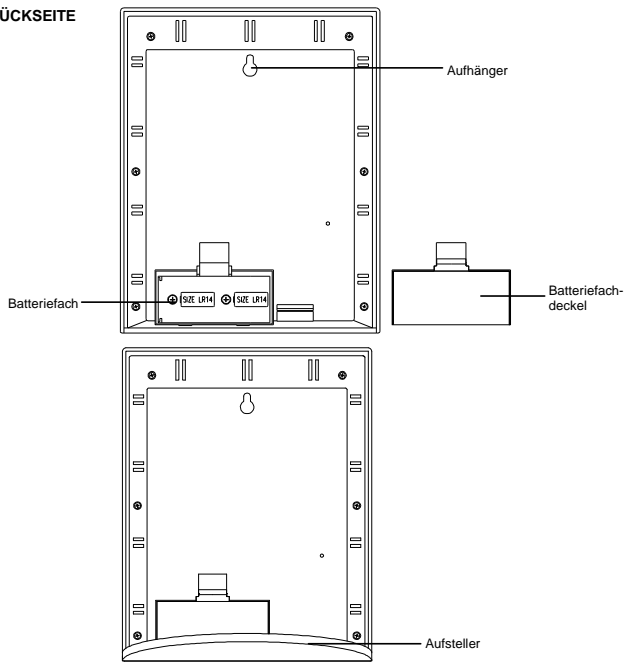 ÜCKSEITE
Aufhänger
Batteriefach
SIZE LR14
SIZE LR14
Batteriefach-
deckel
Aufsteller